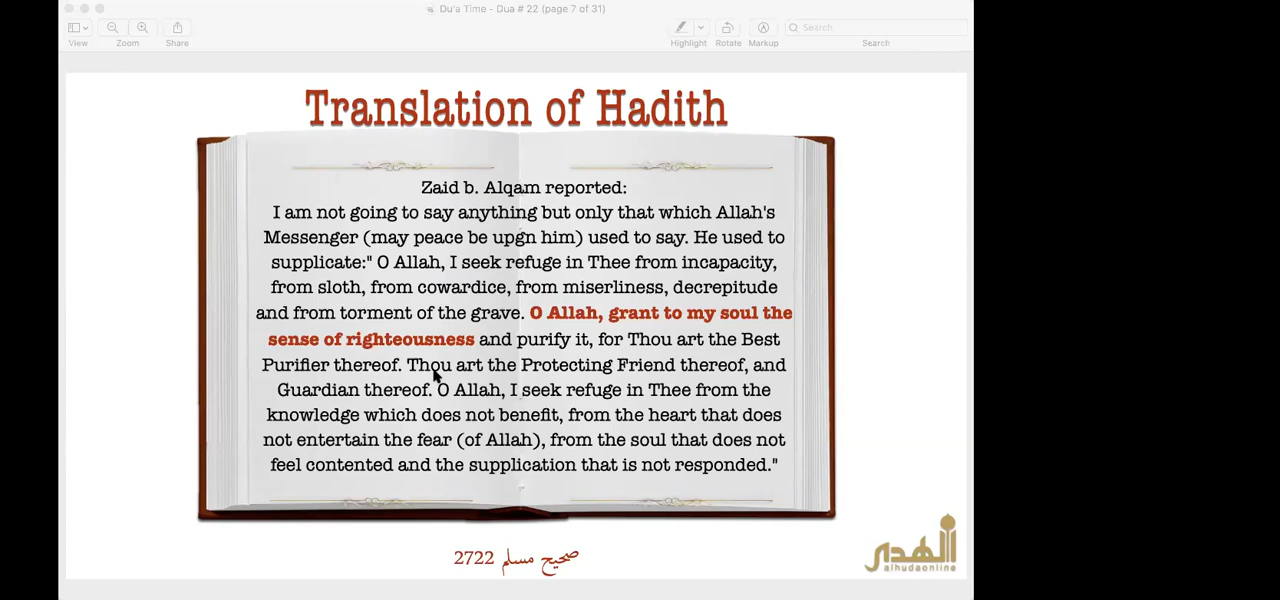 Du'a Time - Dua # 22 (page 7 of 31)
View
Zoom
Share
Highlight
Rotate
Markup
Search
Search
Translation of Hadith
Zaid b. Alqam reported:
I am not going to say anything but only that which Allah's
Messenger (may peace be upgn him) used to say. He used to
supplicate:" O Allah, I seek refuge in Thee from incapacity,
from sloth, from cowardice, from miserliness, decrepitude
and from torment of the grave. O Allah, grant to my soul the
sense of righteousness and purify it, for Thou art the Best
Purifier thereof. Thou art the Protecting Friend thereof, and
Guardian thereof. O Allah, I seek refuge in Thee from the
knowledge which does not benefit, from the heart that does
not entertain the fear (of Allah), from the soul that does not
feel contented and the supplication that is not responded."
صحيح مسلم 2722
الهدى
alhudaonline